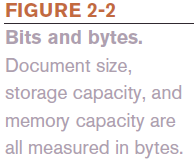 FIGURE 2-2
Bits and bytes.
Document size,
storage capacity, and
memory capacity are
all measured in bytes.